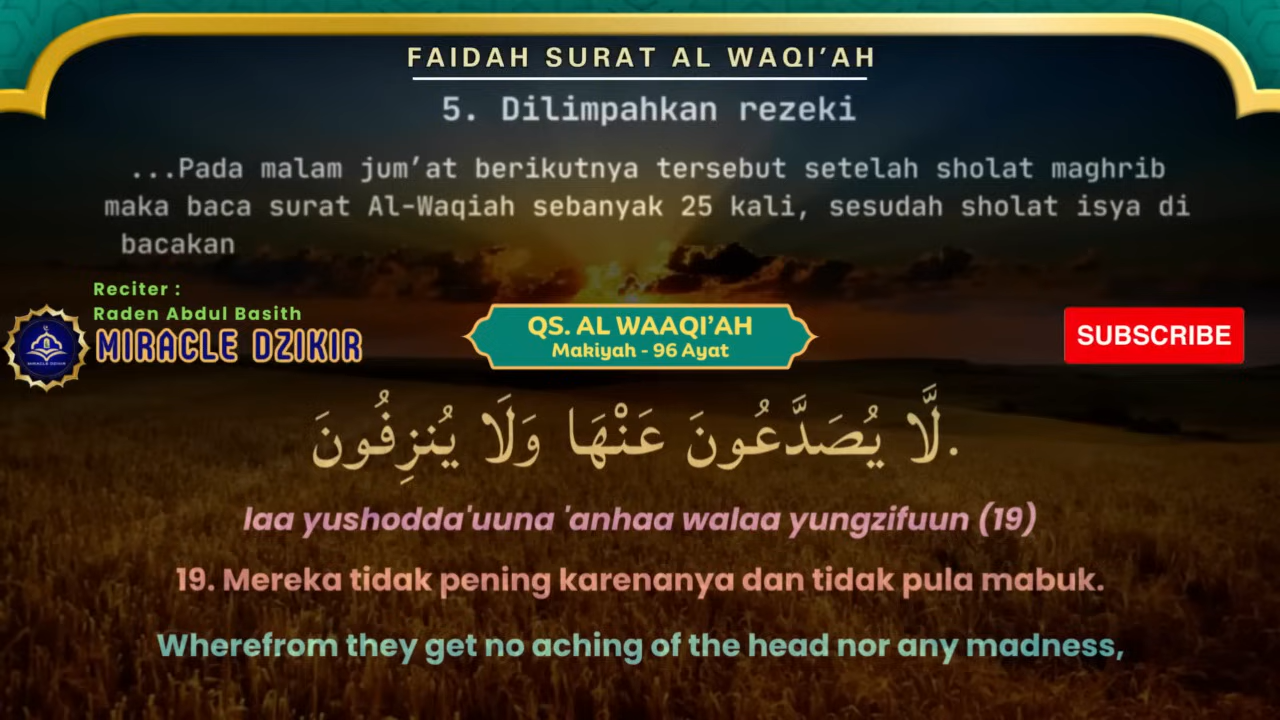 FAIDAH SURAT AL WAQI’AH
5. Dilimpahkan rezeki
...Pada malam jum’at berikutnya tersebut setelah sholat maghrib
maka baca surat Al-Waqiah sebanyak 25 kali, sesudah sholat isya di
bacakan
Reciter :
Raden Abdul Basith
MIRACLE DZIKIR
MIRACLE DZIKIR
QS. AL WAAQI’AH
Makiyah - 96 Ayat
SUBSCRIBE
لَّا يُصَدَّعُونَ عَنْهَا وَلَا يُنزِفُونَ.
laa yushodda'uuna 'anhaa walaa yungzifuun (19)
19. Mereka tidak pening karenanya dan tidak pula mabuk.
Wherefrom they get no aching of the head nor any madness,